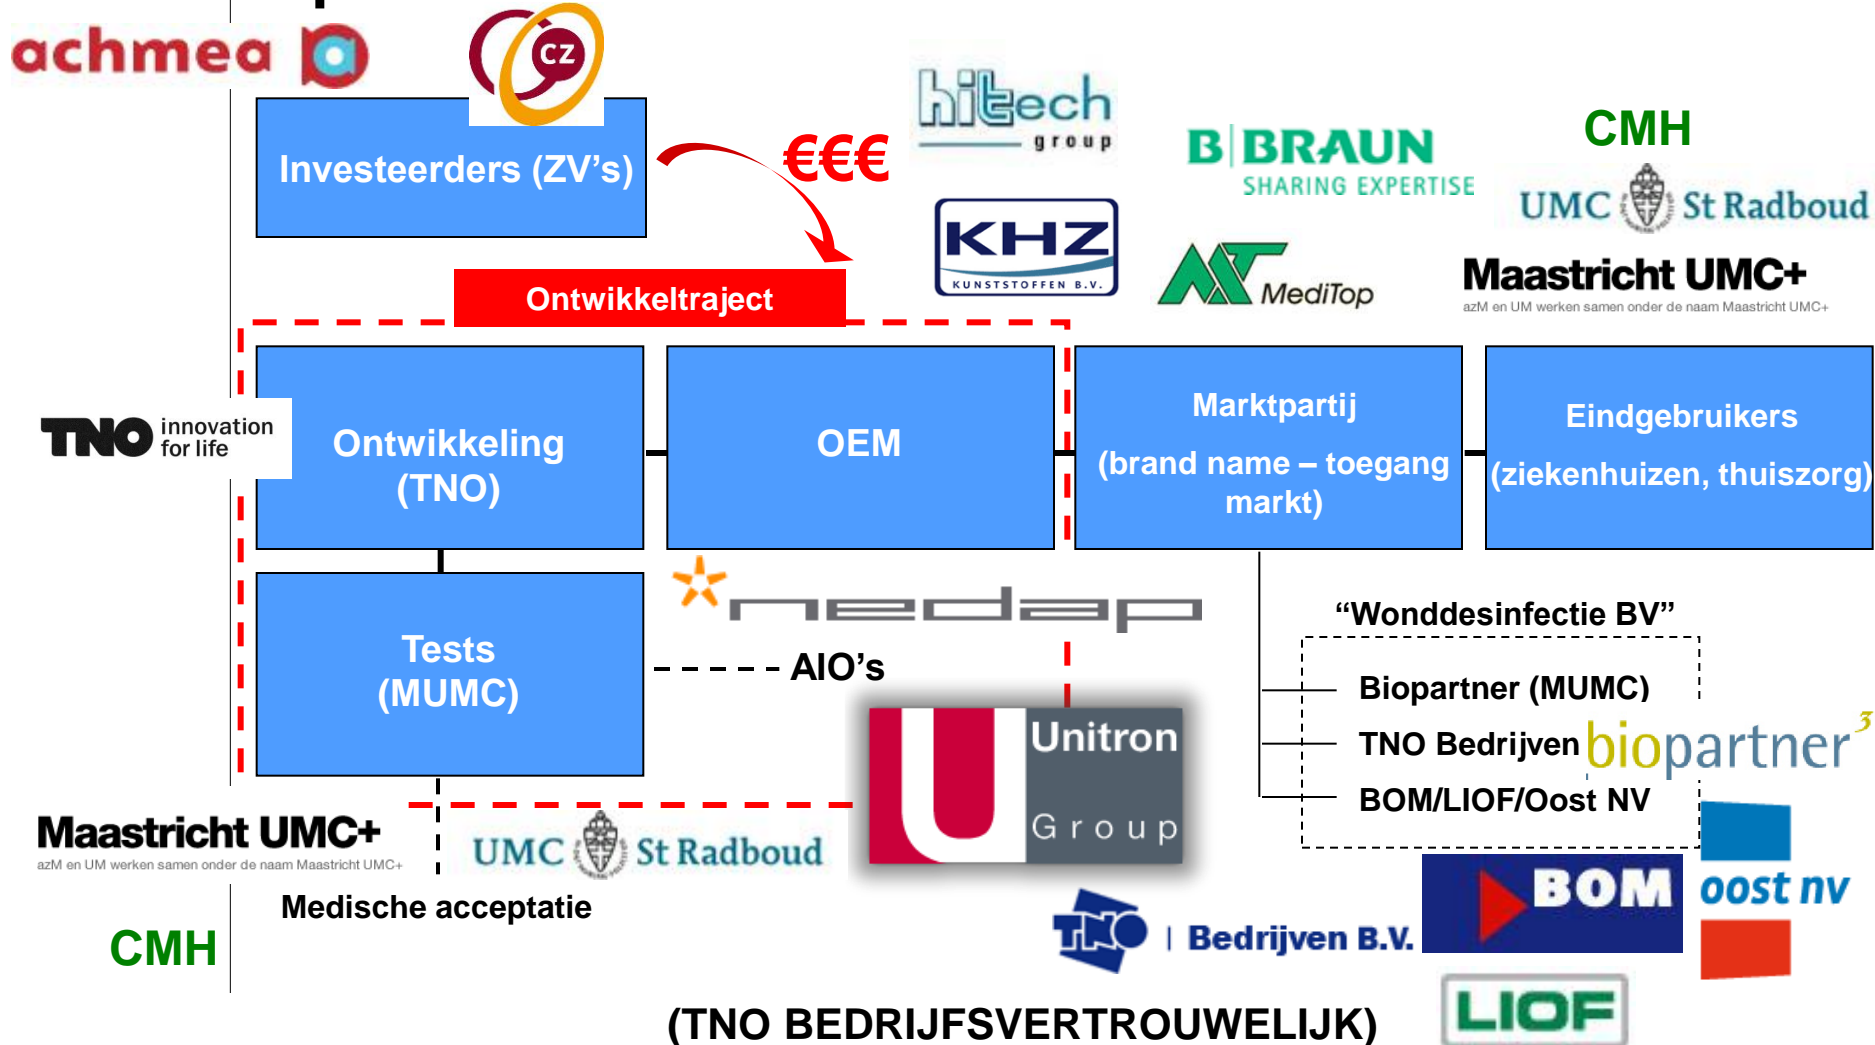 achmea
CZ
Investeerders (ZV's)
€€€
hitech
group
B|BRAUN
SHARING EXPERTISE
CMH
UMC St Radboud
KHZ
KUNSTSTOFFEN B.V.
MediTop
Maastricht UMC+
azM en UM werken samen onder de naam Maastricht UMC+
Ontwikkeltraject
TNO innovation
for life
Ontwikkeling
(TNO)
OEM
Marktpartij
(brand name – toegang
markt)
Eindgebruikers
(ziekenhuizen, thuiszorg)
nedap
Tests
(MUMC)
AIO's
“Wonddesinfectie BV”
Biopartner (MUMC)
TNO Bedrijven
biopartner3
BOM/LIOF/Oost NV
Unitron
Group
Maastricht UMC+
azM en UM werken samen onder de naam Maastricht UMC+
UMC St Radboud
Medische acceptatie
CMH
TNO | Bedrijven B.V.
BOM
oost nv
LIOF
(TNO BEDRIJFSVERTROUWELIJK)